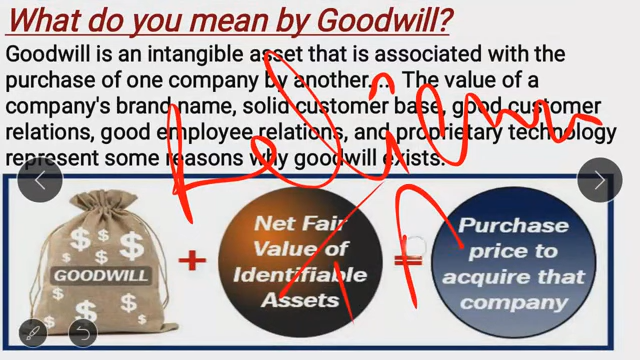 What do you mean by Goodwill?
Goodwill is an intangible asset that is associated with the
purchase of one company by another.... The value of a
company's brand name, solid customer base, good customer
relations, good employee relations, and proprietary technology
represent some reasons why goodwill exists.
GOODWILL
+
Net Fair
Value of
Identifiable
Assets
=
Purchase
price to
acquire that
company